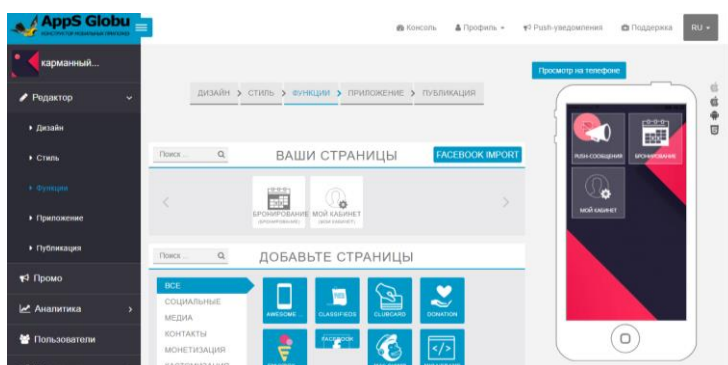 AppS Globu
Консоль
Профиль
Push-уведомления
Поддержка
RU
карманный...
Редактор
Дизайн
Стиль
Функции
Приложение
Публикация
Промо
Аналитика
Пользователи
ДИЗАЙН > СТИЛЬ > ФУНКЦИИ > ПРИЛОЖЕНИЕ > ПУБЛИКАЦИЯ
Поиск ...
ВАШИ СТРАНИЦЫ
FACEBOOK IMPORT
БРОНИРОВАНИЕ
МОЙ КАБИНЕТ
Поиск ...
ДОБАВЬТЕ СТРАНИЦЫ
ВСЕ
СОЦИАЛЬНЫЕ
МЕДИА
КОНТАКТЫ
МОНЕТИЗАЦИЯ
AWESOME ...
CLASSIFIEDS
CLUBCARD
DONATION
FACEBOOK
</>
Просмотр на телефоне
PUSH-СООБЩЕНИЯ
БРОНИРОВАНИЕ
МОЙ КАБИНЕТ